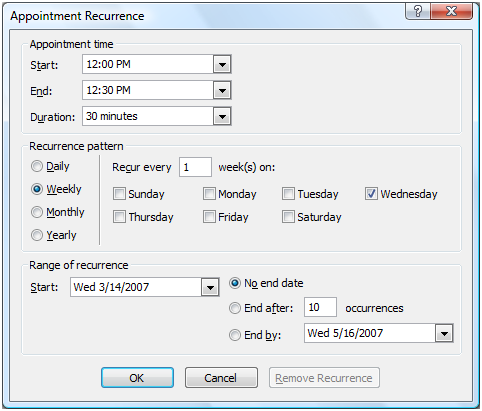 Appointment Recurrence
Appointment time
Start: 12:00 PM
End: 12:30 PM
Duration: 30 minutes
Recurrence pattern
Daily
Recur every 1 week(s) on:
Weekly
Sunday Monday Tuesday Wednesday
Monthly
Thursday Friday Saturday
Yearly
Range of recurrence
Start: Wed 3/14/2007
No end date
End after: 10 occurrences
End by: Wed 5/16/2007
OK Cancel Remove Recurrence